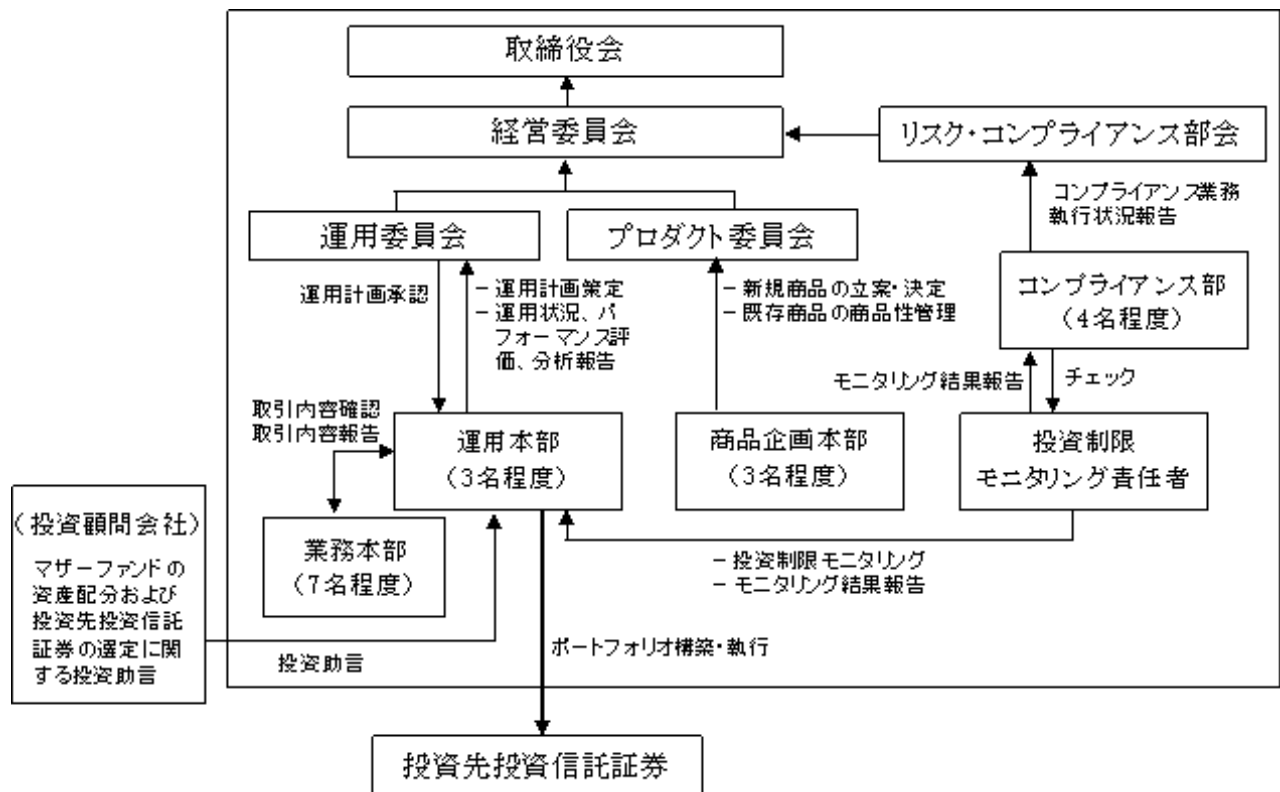 取締役会
経営委員会
リスク・コンプライアンス部会
コンプライアンス業務
執行状況報告
運用委員会
プロダクト委員会
運用計画承認
－ 運用計画策定
－ 運用状況、パ
フォーマンス評
価、分析報告
－ 新規商品の立案・決定
－ 既存商品の商品性管理
コンプライアンス部
（4名程度）
モニタリング結果報告
チェック
取引内容確認
取引内容報告
運用本部
（3名程度）
商品企画本部
（3名程度）
投資制限
モニタリング責任者
（投資顧問会社）
マザーファンドの
資産配分および
投資先投資信託
証券の選定に関
する投資助言
業務本部
（7名程度）
－ 投資制限モニタリング
－ モニタリング結果報告
投資助言
ポートフォリオ構築・執行
投資先投資信託証券